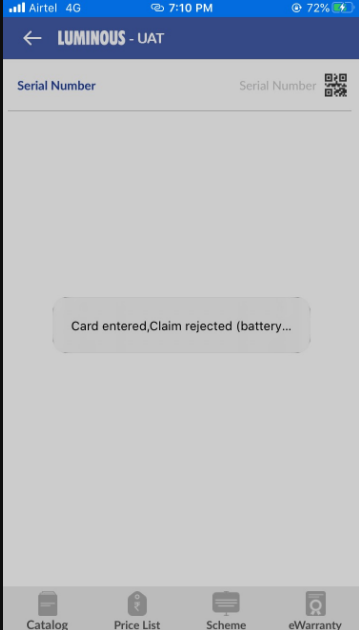 Airtel 4G 7:10 PM 72%
LUMINOUS - UAT
Serial Number Serial Number
Card entered,Claim rejected (battery...
Catalog Price List Scheme eWarranty